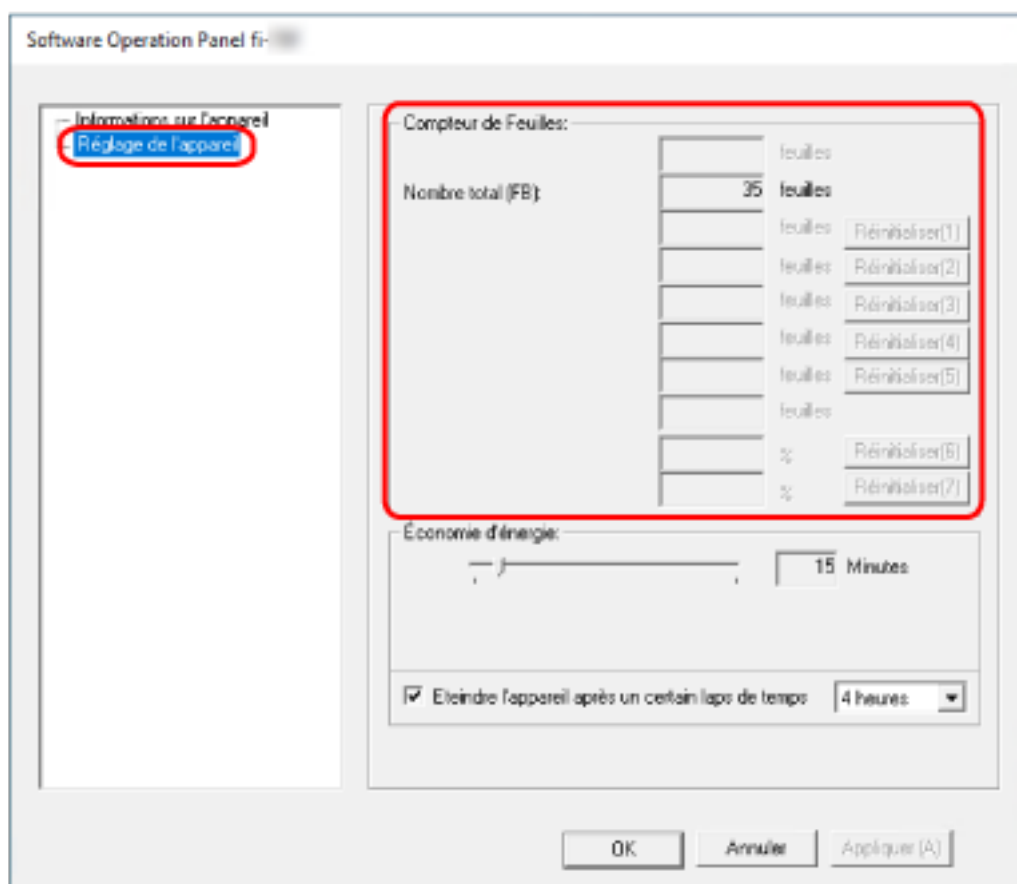 Software Operation Panel fi-
Informations sur l'appareil
Réglage de l'appareil
Compteur de Feuilles:
feuilles
Nombre total (FB): 35 feuilles
feuilles Réinitialiser(1)
feuilles Réinitialiser(2)
feuilles Réinitialiser(3)
feuilles Réinitialiser(4)
feuilles Réinitialiser(5)
feuilles
% Réinitialiser(6)
% Réinitialiser(7)
Économie d'énergie:
15 Minutes
Eteindre l'appareil après un certain laps de temps 4 heures
OK Annuler Appliquer (A)